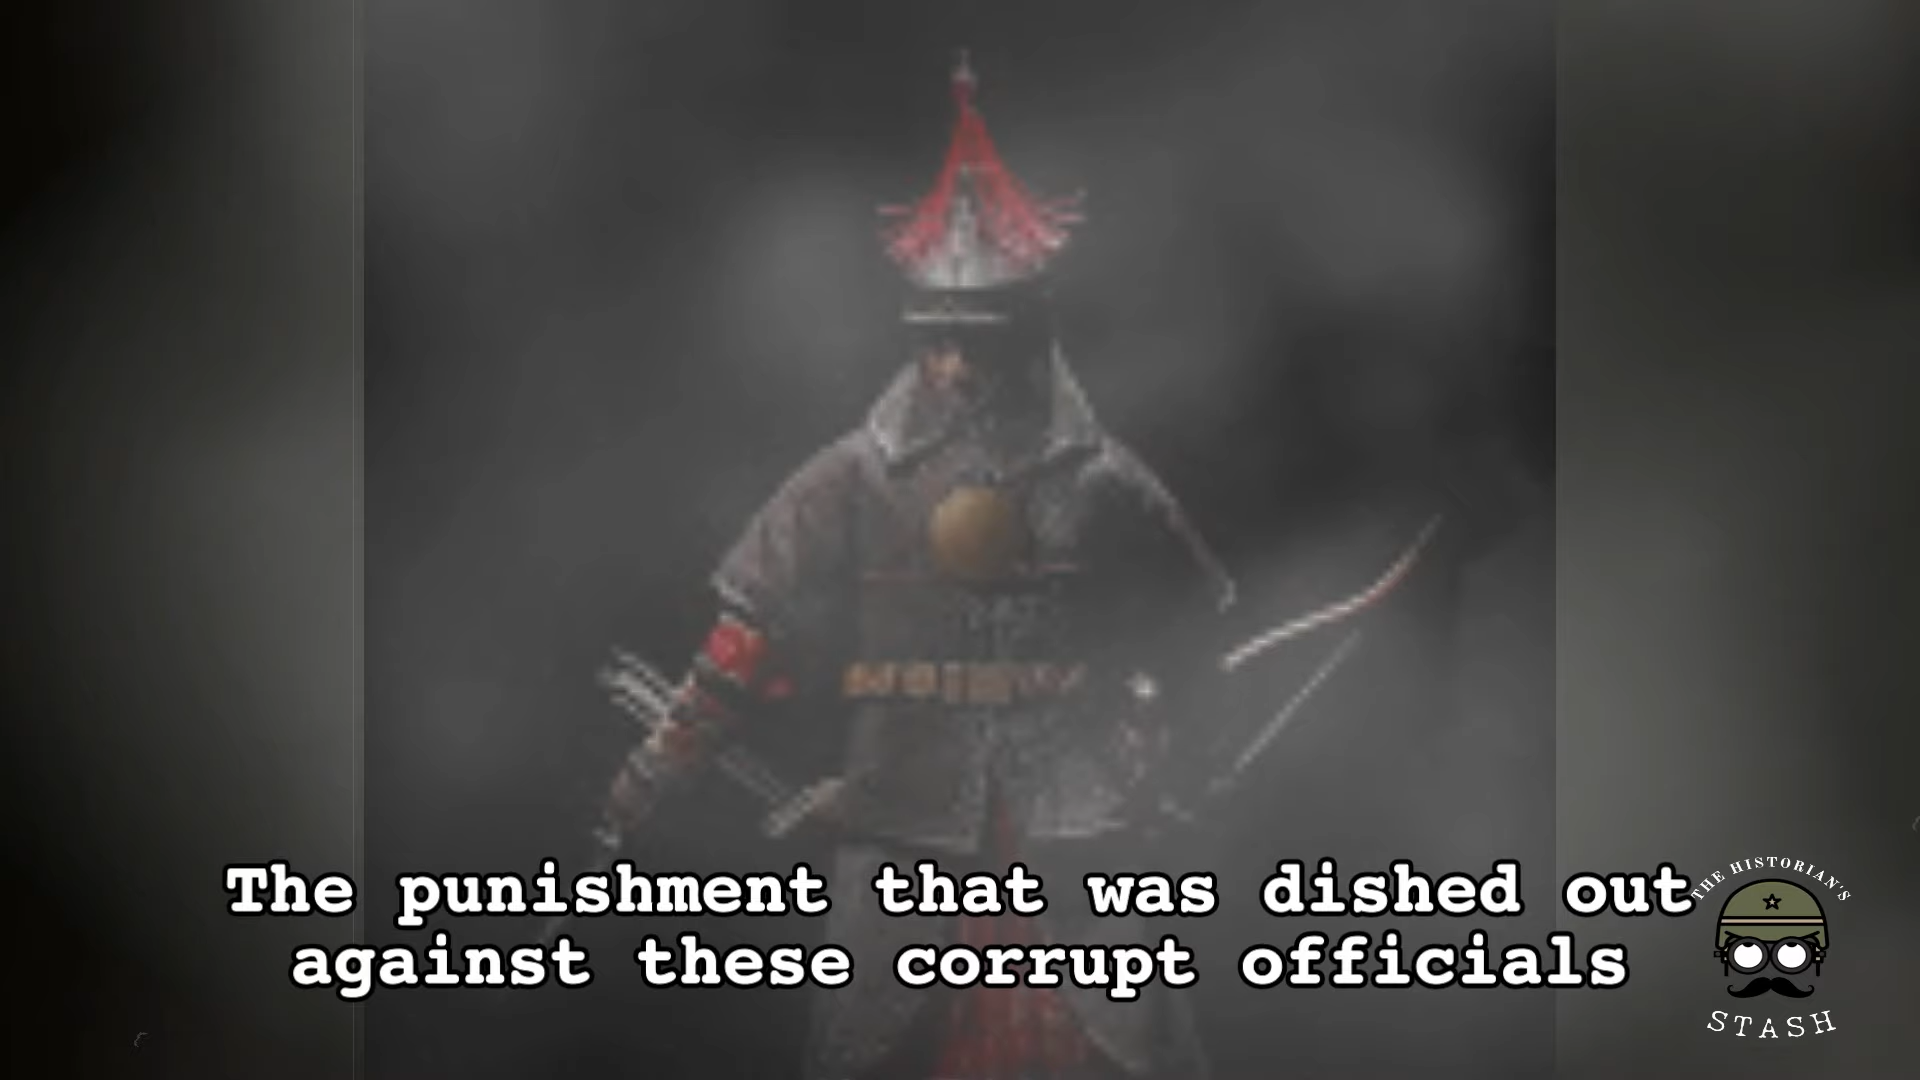 The punishment that was dished out
against these corrupt officials
THE HISTORIAN'S
STASH